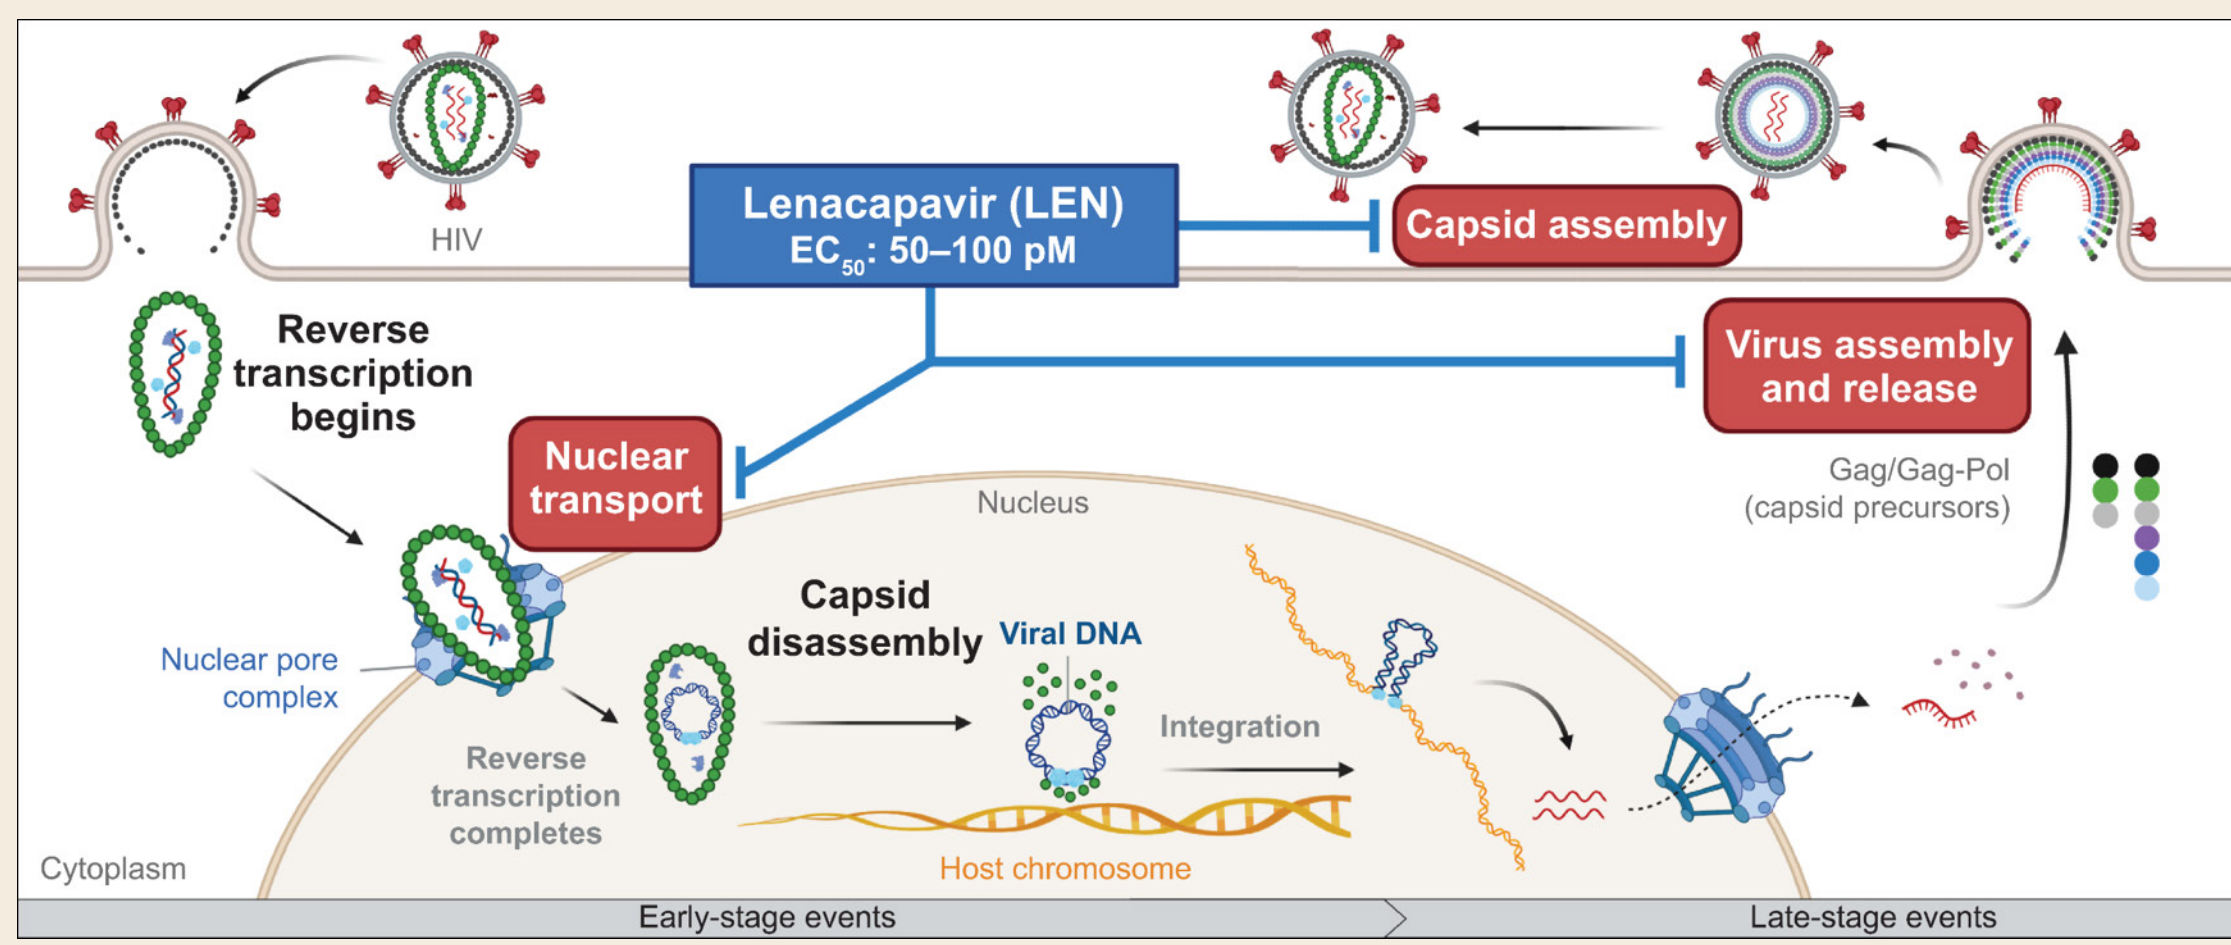 HIV
Lenacapavir (LEN)
EC50: 50–100 pM
Capsid assembly
Reverse
transcription
begins
Virus assembly
and release
Nuclear
transport
Nucleus
Gag/Gag-Pol
(capsid precursors)
Capsid
disassembly
Viral DNA
Nuclear pore
complex
Integration
Reverse
transcription
completes
Cytoplasm
Host chromosome
Early-stage events
Late-stage events